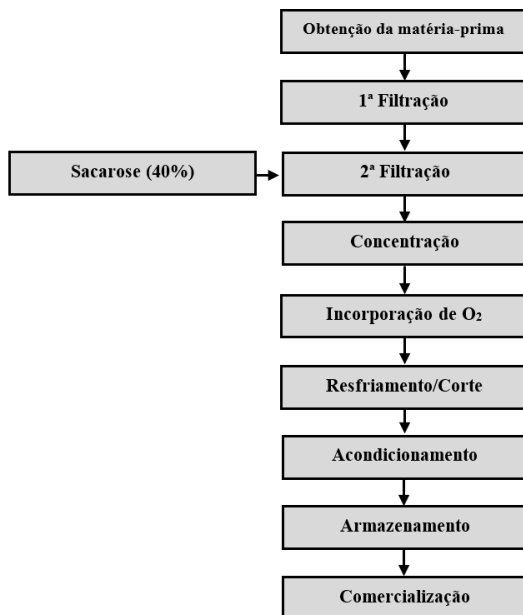 Obtenção da matéria-prima
1ª Filtração
Sacarose (40%)
2ª Filtração
Concentração
Incorporação de O₂
Resfriamento/Corte
Acondicionamento
Armazenamento
Comercialização